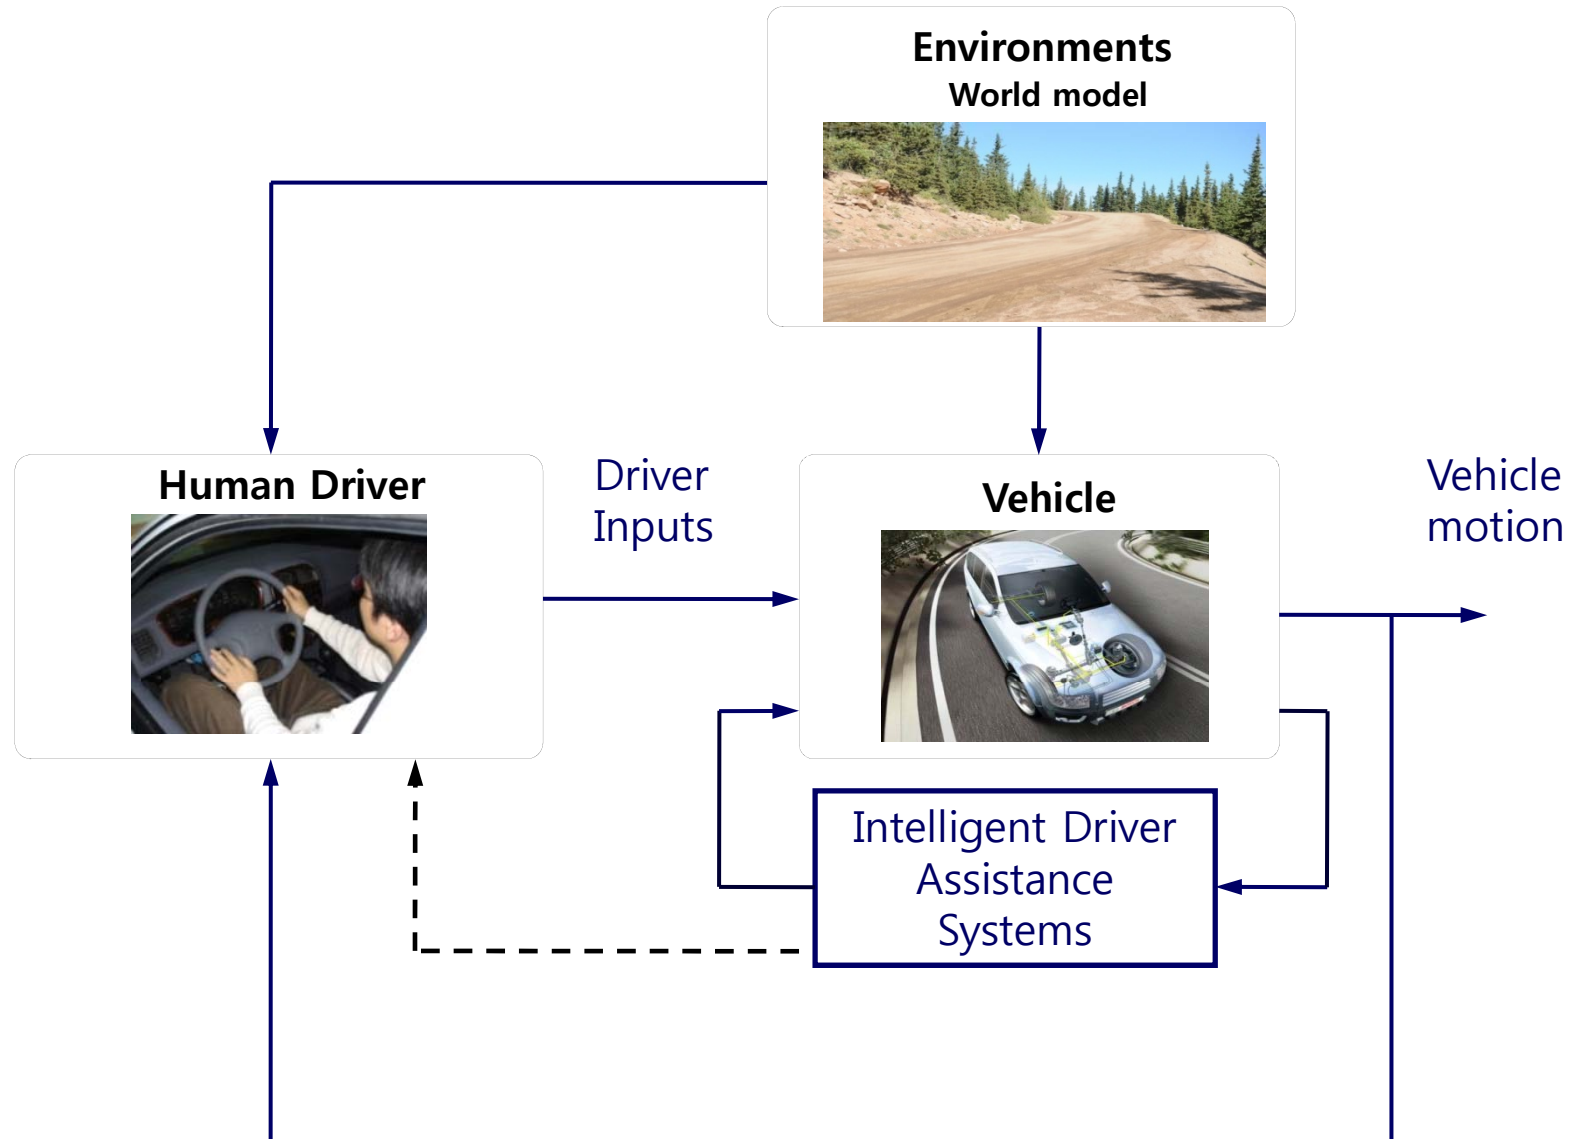 Environments
World model
Human Driver
Driver
Inputs
Vehicle
Vehicle
motion
Intelligent Driver
Assistance
Systems